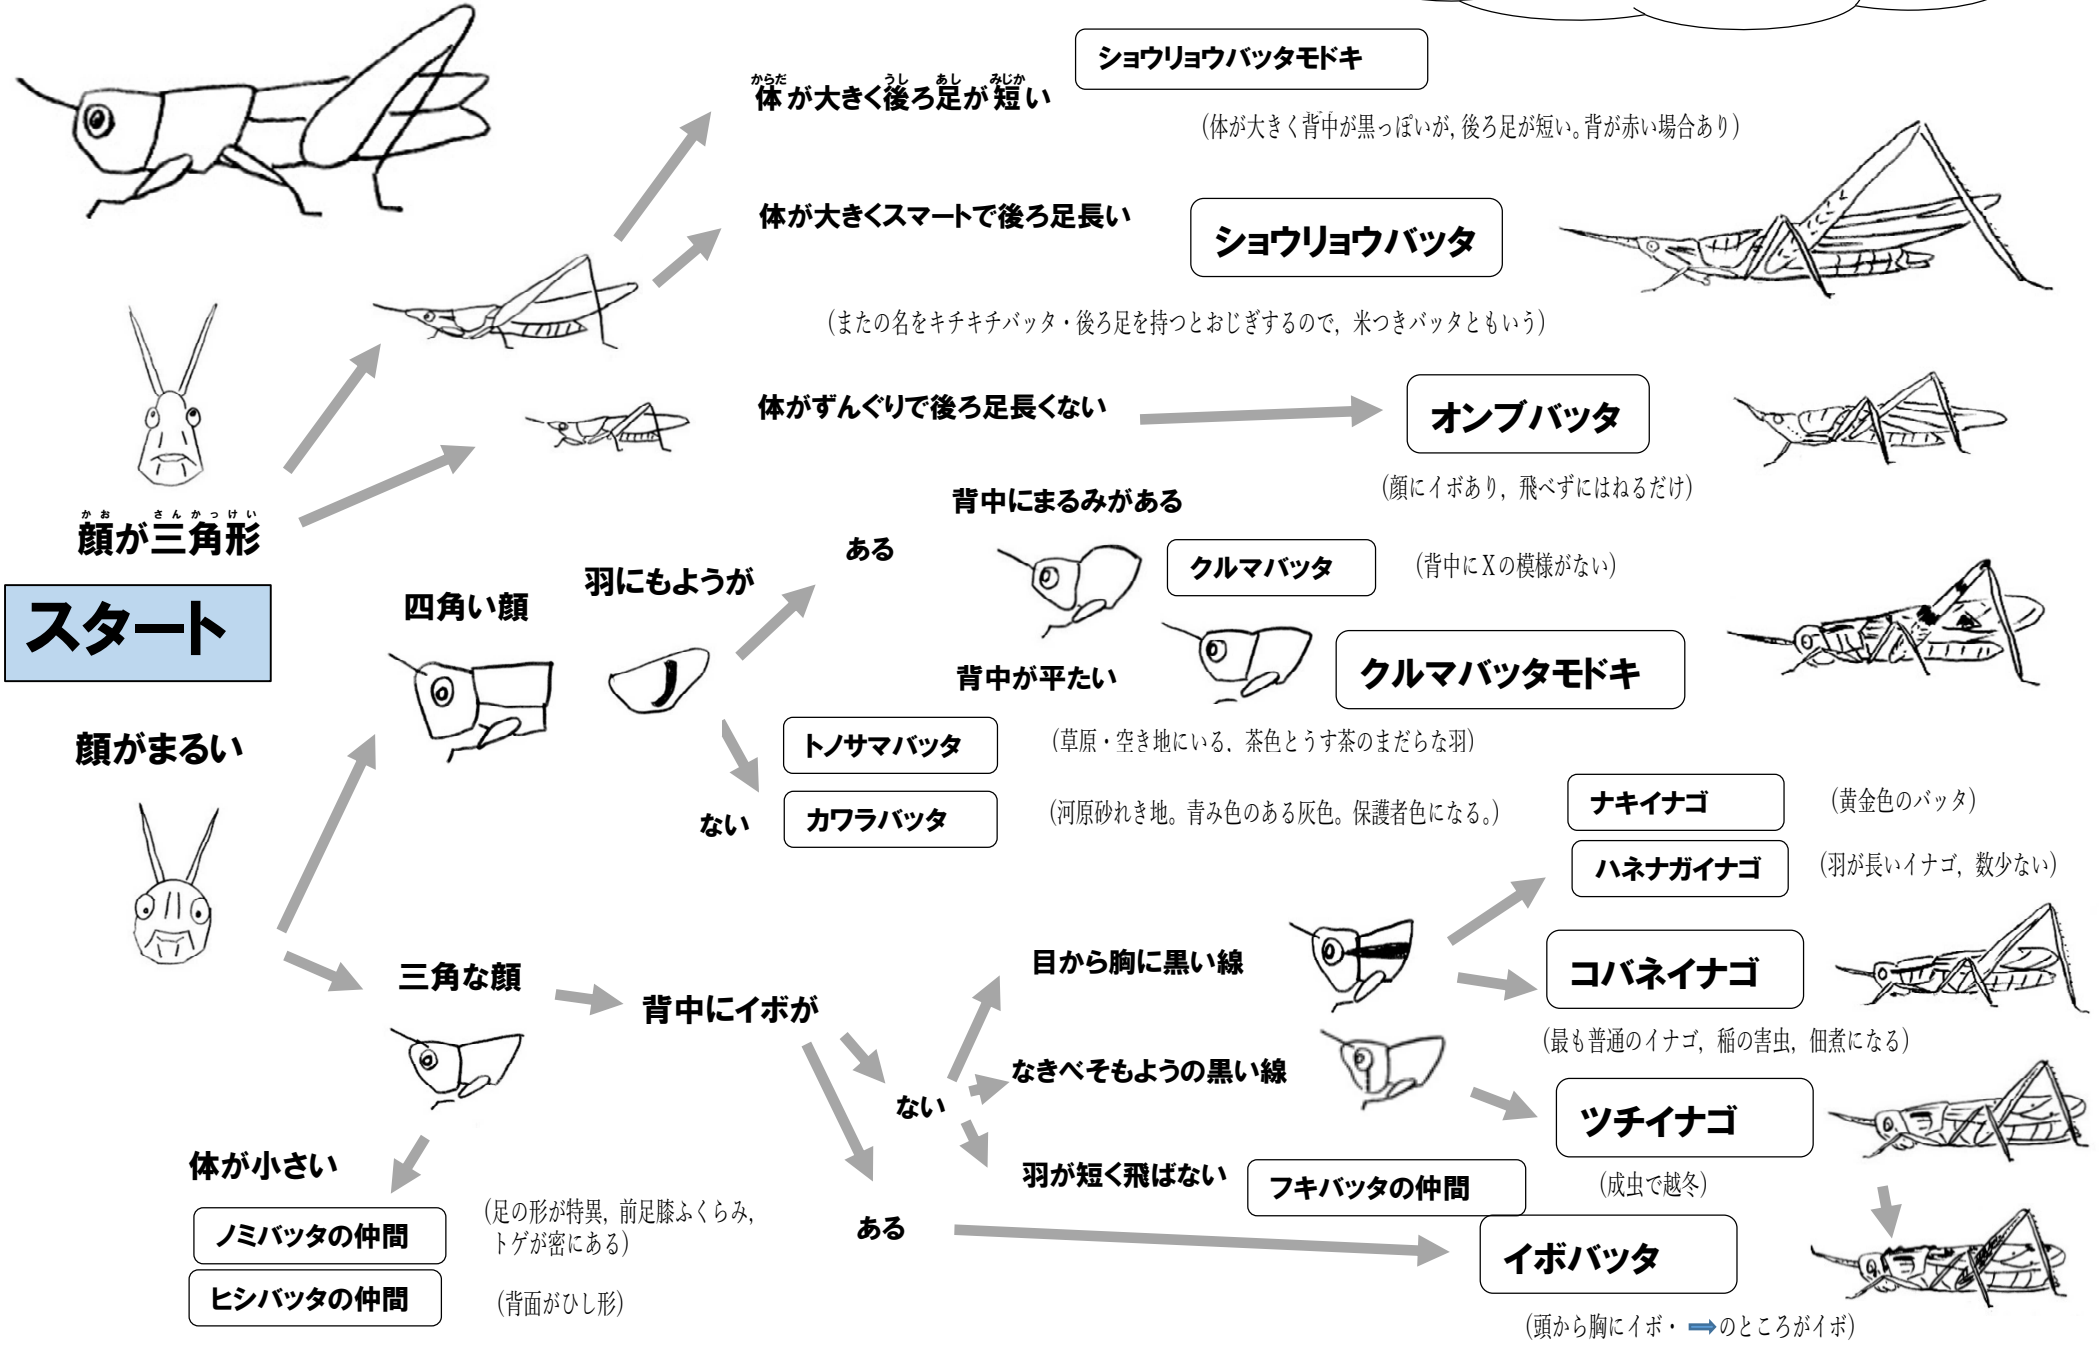 ショウリョウバッタモドキ
からだ うし あし みじか
体が大きく後ろ足が短い
(体が大きく背中が黒っぽいが,後ろ足が短い。背が赤い場合あり)
体が大きくスマートで後ろ足長い
ショウリョウバッタ
(またの名をキチキチバッタ・後ろ足を持つとおじぎするので,米つきバッタともいう)
体がずんぐりで後ろ足長くない
オンブバッタ
(顔にイボあり,飛べずにはねるだけ)
かお さんかっけい
顔が三角形
スタート
顔がまるい
四角い顔
羽にもようが
ある
背中にまるみがある
クルマバッタ
(背中にXの模様がない)
背中が平たい
クルマバッタモドキ
トノサマバッタ
(草原・空き地にいる,茶色とうす茶のまだらな羽)
ない
カワラバッタ
(河原砂れき地。青み色のある灰色。保護者色になる。)
ナキイナゴ
(黄金色のバッタ)
ハネナガイナゴ
(羽が長いイナゴ,数少ない)
三角な顔
背中にイボが
目から胸に黒い線
コバネイナゴ
(最も普通のイナゴ,稲の害虫,佃煮になる)
なきべそもようの黒い線
ない
ツチイナゴ
(成虫で越冬)
羽が短く飛ばない
フキバッタの仲間
ある
イボバッタ
(頭から胸にイボ・ ➡のところがイボ)
体が小さい
ノミバッタの仲間
(足の形が特異,前足膝ふくらみ,
トゲが密にある)
ヒシバッタの仲間
(背面がひし形)